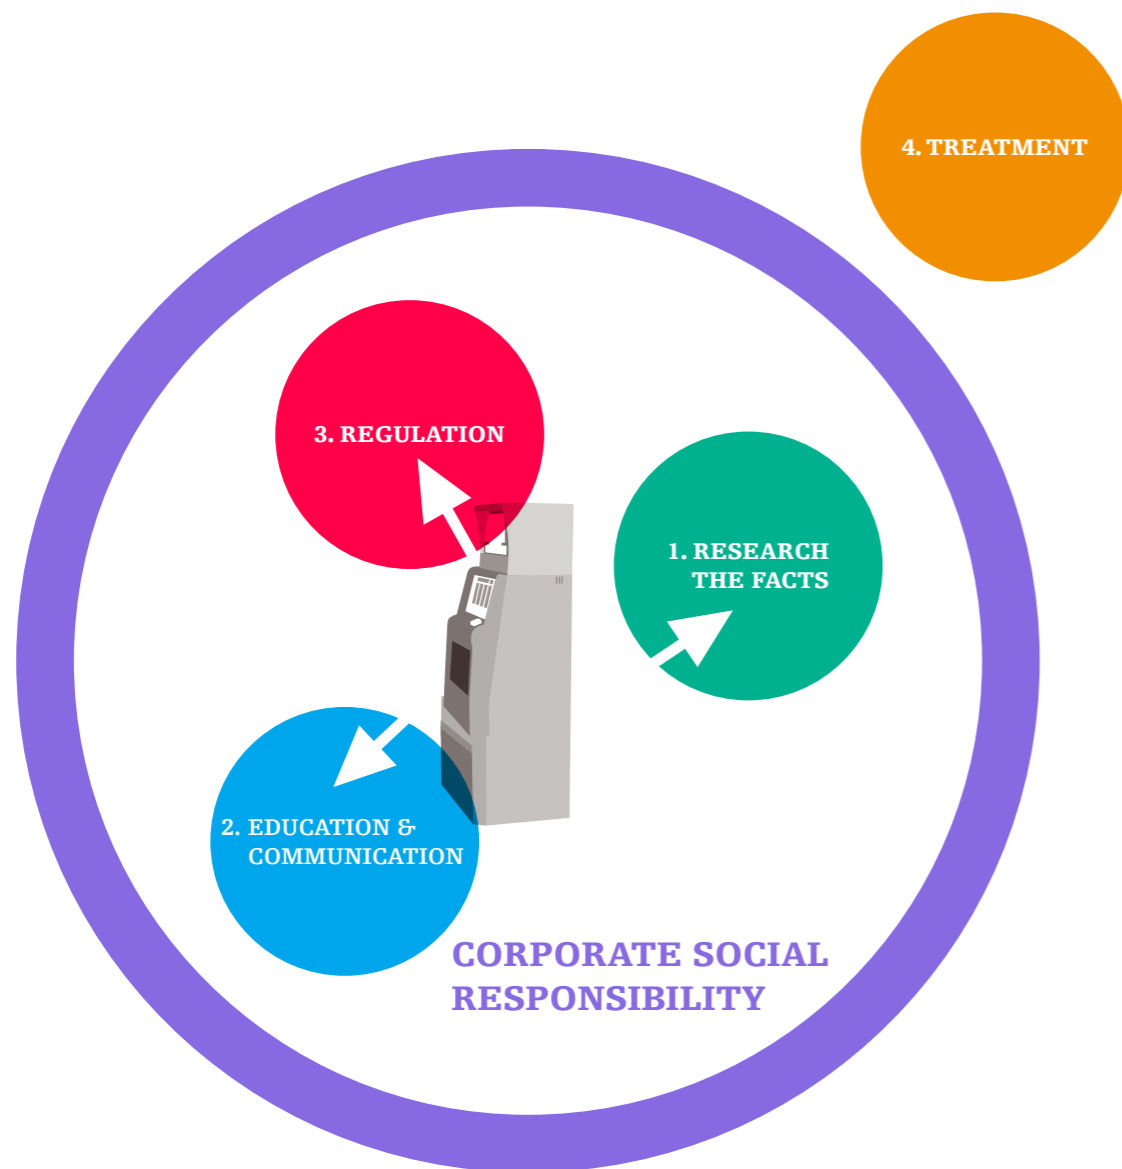 4. TREATMENT
3. REGULATION
1. RESEARCH
THE FACTS
2. EDUCATION &
COMMUNICATION
CORPORATE SOCIAL
RESPONSIBILITY